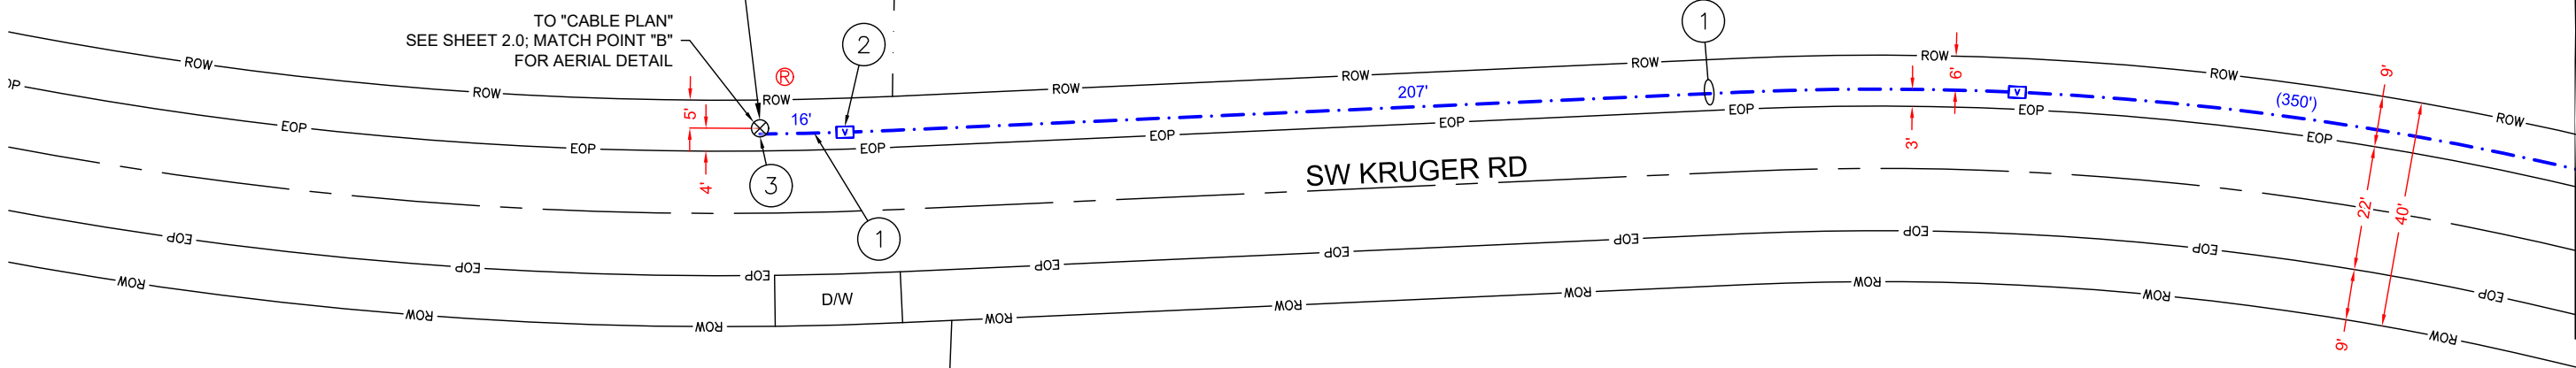 TO "CABLE PLAN"
SEE SHEET 2.0; MATCH POINT "B"
FOR AERIAL DETAIL
2
1
®
ROW
ROW
ROW
ROW
ROW
ROW
ROW
ROW
ROW
6'
9'
5'
16'
V
207'
V
(350')
OP
EOP
EOP
EOP
EOP
EOP
EOP
EOP
EOP
3'
4'
3
SW KRUGER RD
22'
40'
1
EOP
EOP
EOP
EOP
EOP
EOP
EOP
EOP
EOP
D/W
ROW
ROW
ROW
ROW
ROW
ROW
ROW
ROW
ROW
9'